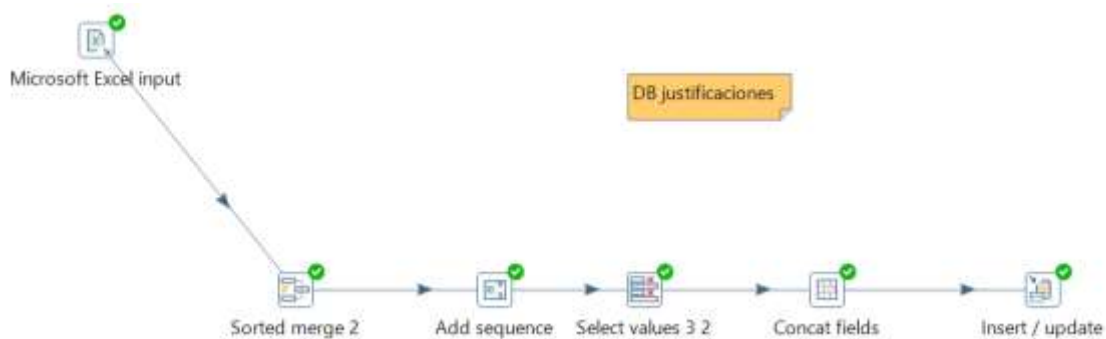 Microsoft Excel input
DB justificaciones
Sorted merge 2
Add sequence
Select values 3 2
Concat fields
Insert / update